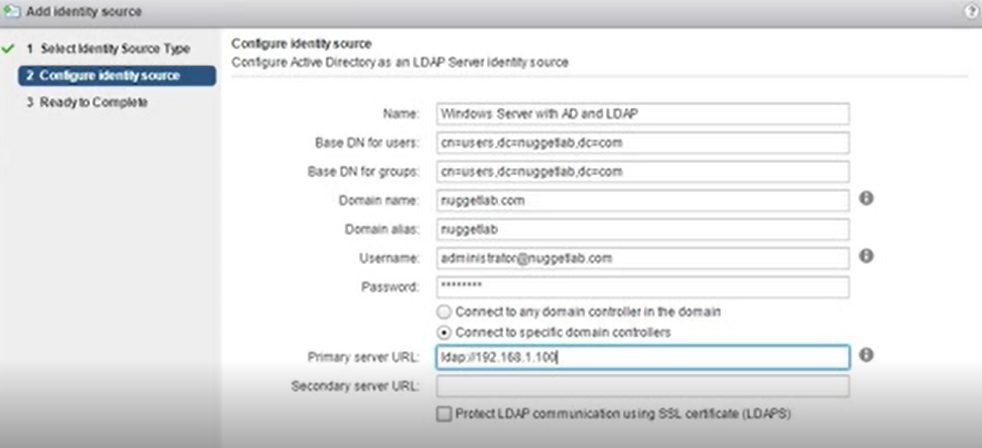 Add identity source
1 Select Identity Source Type
2 Configure identity source
3 Ready to Complete
Configure identity source
Configure Active Directory as an LDAP Server identity source
Name: Windows Server with AD and LDAP
Base DN for users: cn=users,dc=nuggetlab,dc=com
Base DN for groups: cn=users,dc=nuggetlab,dc=com
Domain name: nuggetlab.com
Domain alias: nuggetlab
Username: administrator@nuggetlab.com
Password: ********
Connect to any domain controller in the domain
Connect to specific domain controllers
Primary server URL: ldap://192.168.1.100
Secondary server URL:
Protect LDAP communication using SSL certificate (LDAPS)